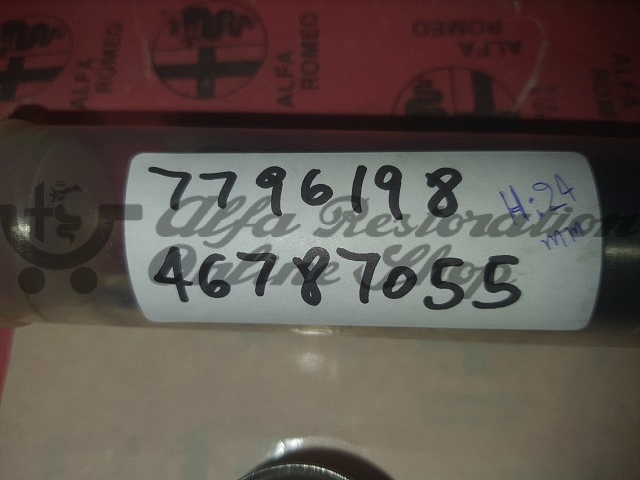 ALFA
ROMEO
ALFA
ROMEO
ALFA
ROMEO
7796198
H:24
mm
46787055
Alfa Restoration
Online Shop